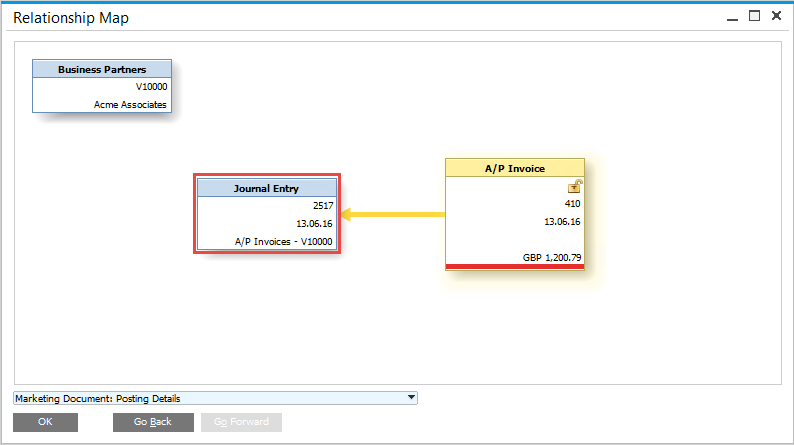 Relationship Map
Business Partners
V10000
Acme Associates
Journal Entry
2517
13.06.16
A/P Invoices - V10000
A/P Invoice
410
13.06.16
GBP 1,200.79
Marketing Document: Posting Details
OK
Go Back
Go Forward